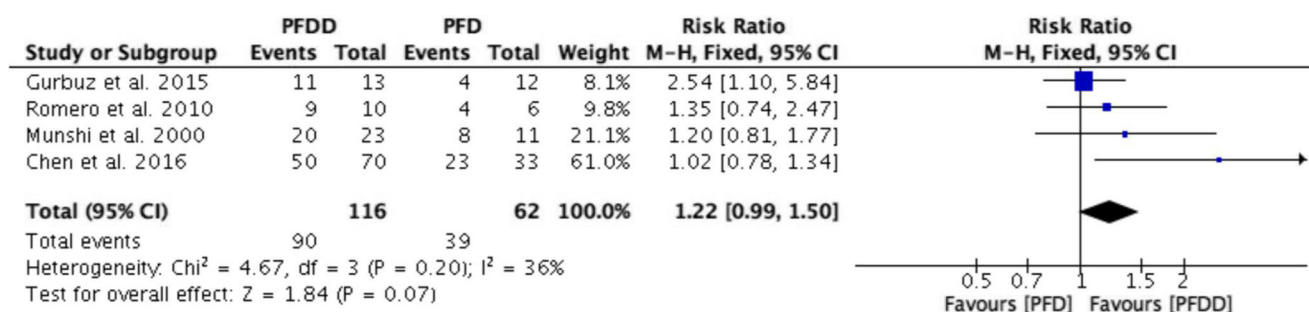 PFDD PFD Risk Ratio Risk Ratio
Study or Subgroup Events Total Events Total Weight M-H, Fixed, 95% CI M-H, Fixed, 95% CI
Gurbuz et al. 2015 11 13 4 12 8.1% 2.54 [1.10, 5.84]
Romero et al. 2010 9 10 4 6 9.8% 1.35 [0.74, 2.47]
Munshi et al. 2000 20 23 8 11 21.1% 1.20 [0.81, 1.77]
Chen et al. 2016 50 70 23 33 61.0% 1.02 [0.78, 1.34]
Total (95% CI) 116 62 100.0% 1.22 [0.99, 1.50]
Total events 90 39
Heterogeneity: Chi² = 4.67, df = 3 (P = 0.20); I² = 36%
Test for overall effect: Z = 1.84 (P = 0.07)
0.5 0.7 1 1.5 2
Favours [PFD] Favours [PFDD]